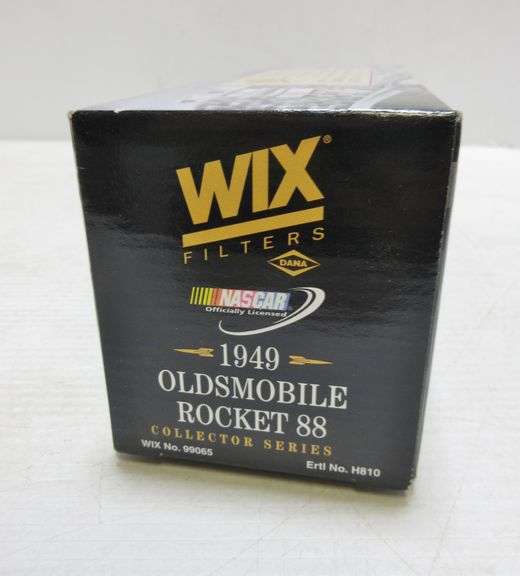 WIX®
FILTERS
DANA
NASCAR
Officially Licensed
1949
OLDSMOBILE
ROCKET 88
COLLECTOR SERIES
WIX No. 99065
Ertl No. H810